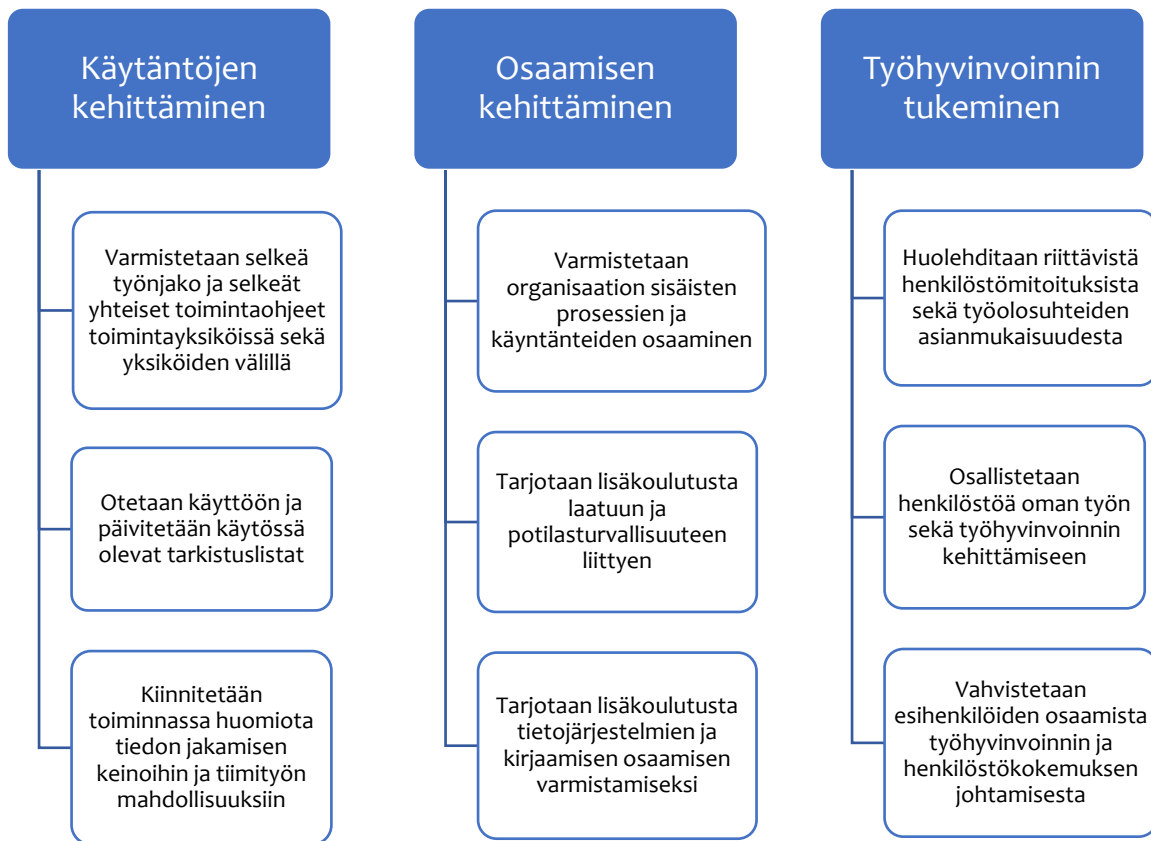 Käytäntöjen
kehittäminen
Varmistetaan selkeä
työnjako ja selkeät
yhteiset toimintaohjeet
toimintayksiköissä sekä
yksiköiden välillä
Otetaan käyttöön ja
päivitetään käytössä
olevat tarkistuslistat
Kiinnitetään
toiminnassa huomiota
tiedon jakamisen
keinoihin ja tiimityön
mahdollisuuksiin
Osaamisen
kehittäminen
Varmistetaan
organisaation sisäisten
prosessien ja
käyntänteiden osaaminen
Tarjotaan lisäkoulutusta
laatuun ja
potilasturvallisuuteen
liittyen
Tarjotaan lisäkoulutusta
tietojärjestelmien ja
kirjaamisen osaamisen
varmistamiseksi
Työhyvinvoinnin
tukeminen
Huolehditaan riittävistä
henkilöstömitoituksista
sekä työolosuhteiden
asianmukaisuudesta
Osallistetaan
henkilöstöä oman työn
sekä työhyvinvoinnin
kehittämiseen
Vahvistetaan
esihenkilöiden osaamista
työhyvinvoinnin ja
henkilöstökokemuksen
johtamisesta